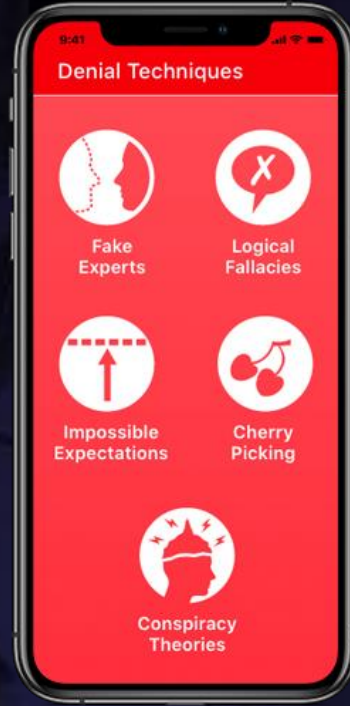 9:41
Denial Techniques
X
Fake
Experts
Logical
Fallacies
Impossible
Expectations
Cherry
Picking
Conspiracy
Theories